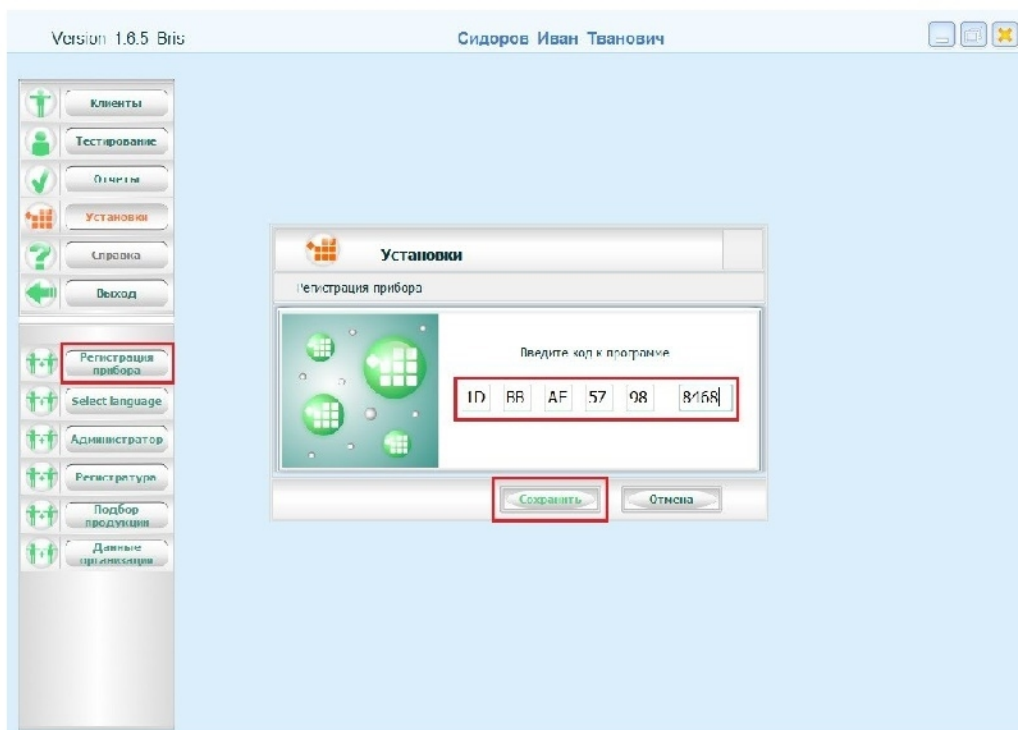 Version 1.6.5 Bris
Сидоров Иван Тванович
Клиенты
Тестирование
Отчеты
Установки
Справка
Выход
Регистрация
прибора
Select language
Администратор
Регистратура
Подбор
продукции
Данные
организации
Установки
Регистрация прибора
Введите код к программе
1D BB AF 57 98 8468
Сохранить
Отмена